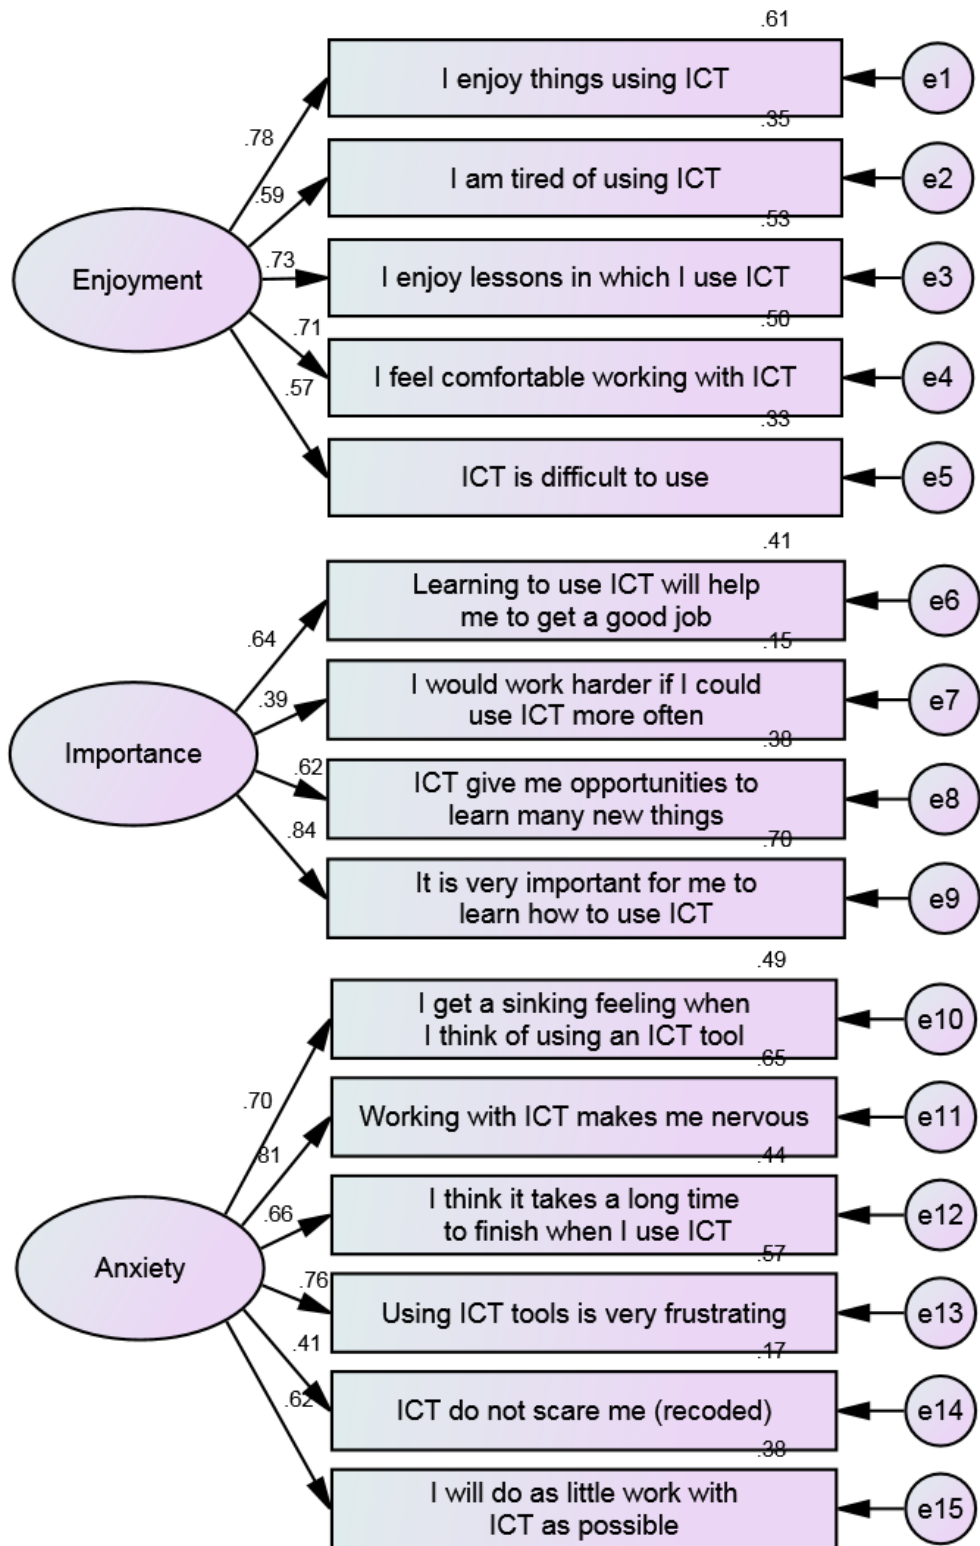 .61
I enjoy things using ICT
e1
.78
.35
I am tired of using ICT
e2
.59
.53
Enjoyment
.73
I enjoy lessons in which I use ICT
e3
.50
.71
I feel comfortable working with ICT
e4
.33
.57
ICT is difficult to use
e5
.41
Learning to use ICT will help
me to get a good job
e6
.64
.15
I would work harder if I could
use ICT more often
e7
.39
.38
Importance
.62
ICT give me opportunities to
learn many new things
e8
.70
.84
It is very important for me to
learn how to use ICT
e9
.49
I get a sinking feeling when
I think of using an ICT tool
e10
.70
.65
Working with ICT makes me nervous
e11
.81
.44
I think it takes a long time
to finish when I use ICT
e12
.66
.57
Anxiety
.76
Using ICT tools is very frustrating
e13
.17
.41
ICT do not scare me (recoded)
e14
.38
.62
I will do as little work with
ICT as possible
e15